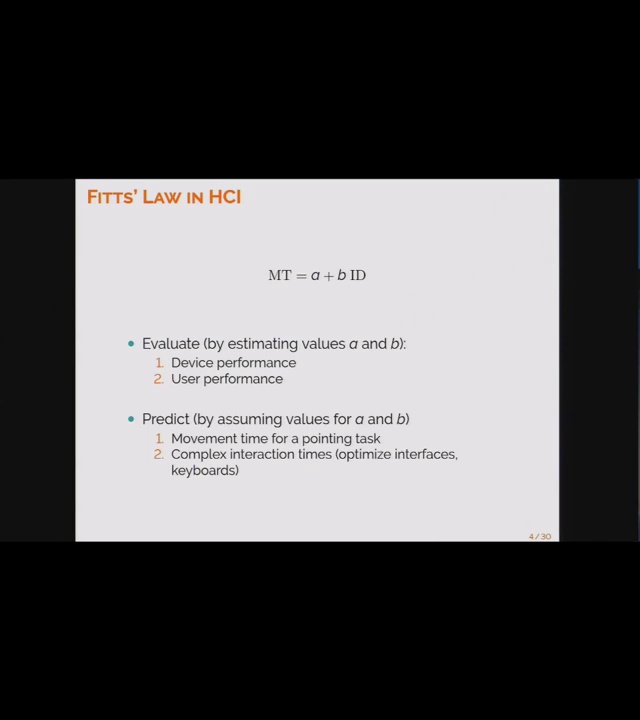 FITTS' LAW IN HCI
MT = a + b ID
• Evaluate (by estimating values a and b):
1. Device performance
2. User performance
• Predict (by assuming values for a and b)
1. Movement time for a pointing task
2. Complex interaction times (optimize interfaces,
keyboards)
4 / 30